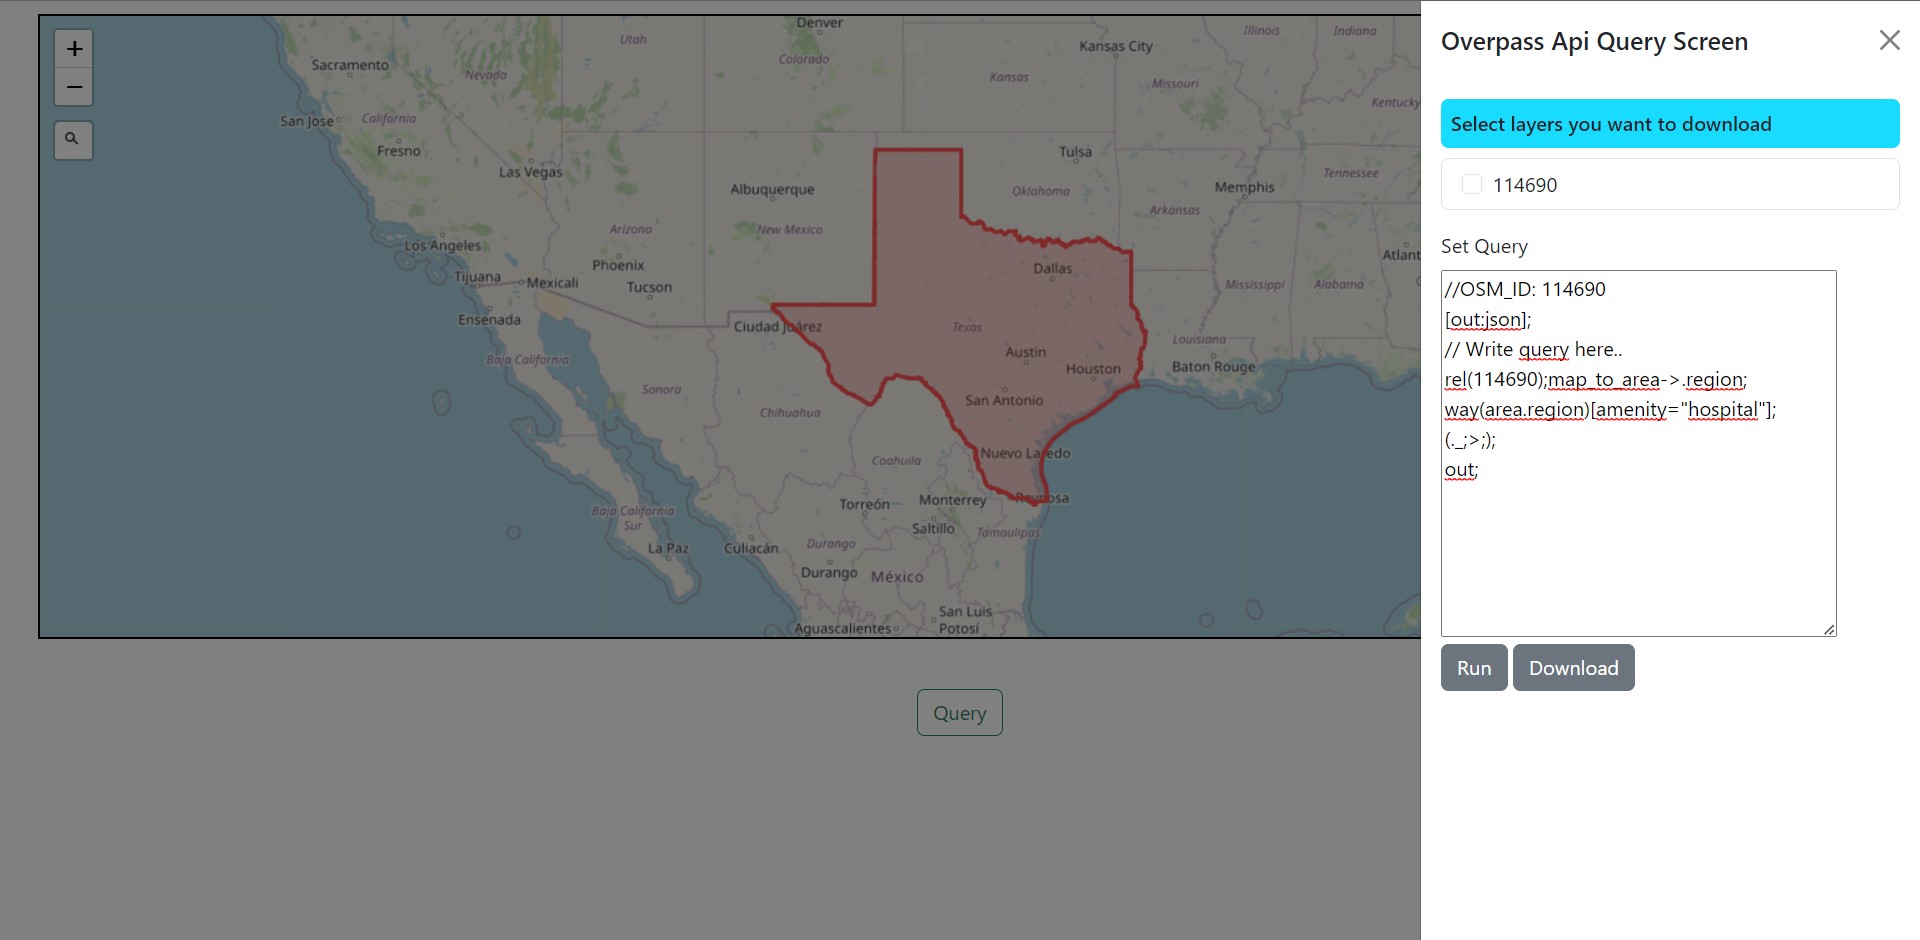 +
−
Denver
Utah
Colorado
Kansas City
Illinois
Indiana
Sacramento
Nevada
Kansas
Missouri
Kentucky
San Jose
California
Fresno
Las Vegas
Tulsa
Albuquerque
Oklahoma
Memphis
Tennessee
Arkansas
Los Angeles
Arizona
New Mexico
Phoenix
Dallas
Atlant
Tijuana
Mexicali
Tucson
Mississippi
Alabama
Ensenada
Ciudad Juárez
Texas
Baja California
Austin
Houston
Louisiana
Baton Rouge
Sonora
San Antonio
Chihuahua
Coahuila
Nuevo Laredo
Baja California
Sur
Torreón
Monterrey
Reynosa
Saltillo
Tamaulipas
La Paz
Culiacán
Durango
Durango
México
San Luis
Potosí
Aguascalientes
Query
Overpass Api Query Screen
Select layers you want to download
114690
Set Query
//OSM_ID: 114690
[out:json];
// Write query here..
rel(114690);map_to_area->.region;
way(area.region)[amenity="hospital"];
(._;>;);
out;
Run Download